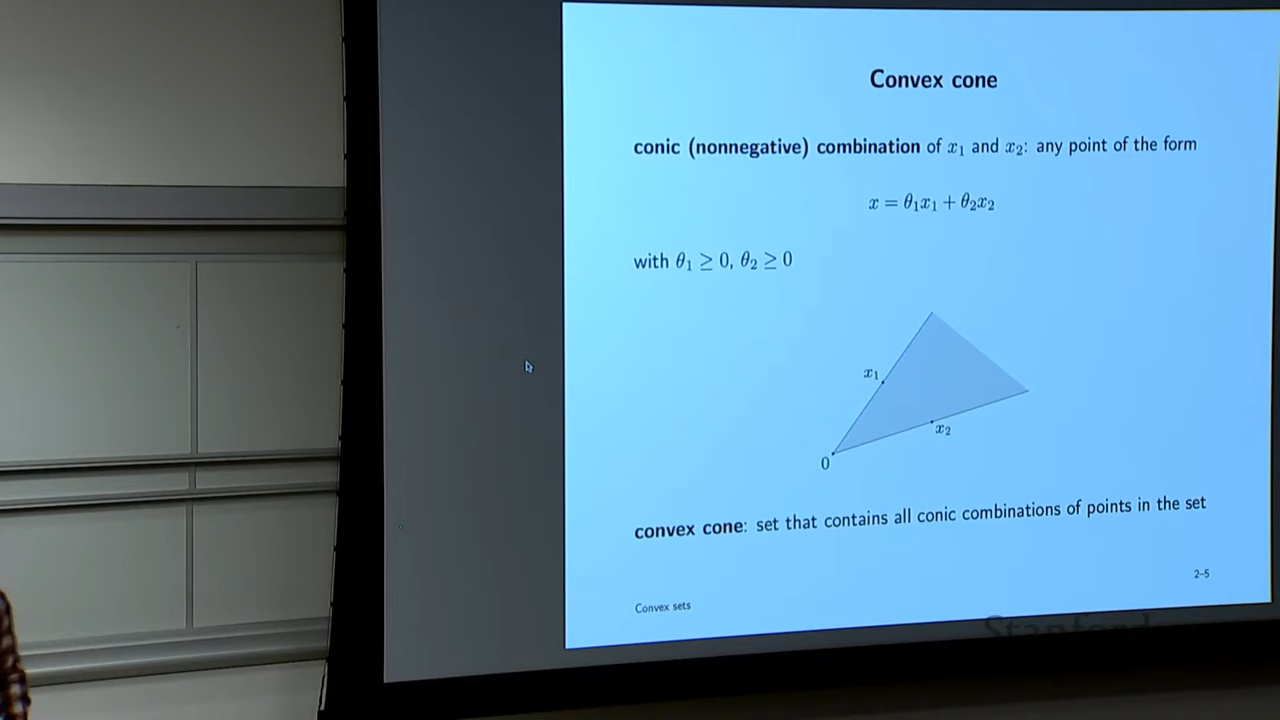 Convex cone
conic (nonnegative) combination of x₁ and x₂: any point of the form
x = θ₁x₁ + θ₂x₂
with θ₁ ≥ 0, θ₂ ≥ 0
x₁
x₂
0
convex cone: set that contains all conic combinations of points in the set
2–5
Convex sets
Stanford